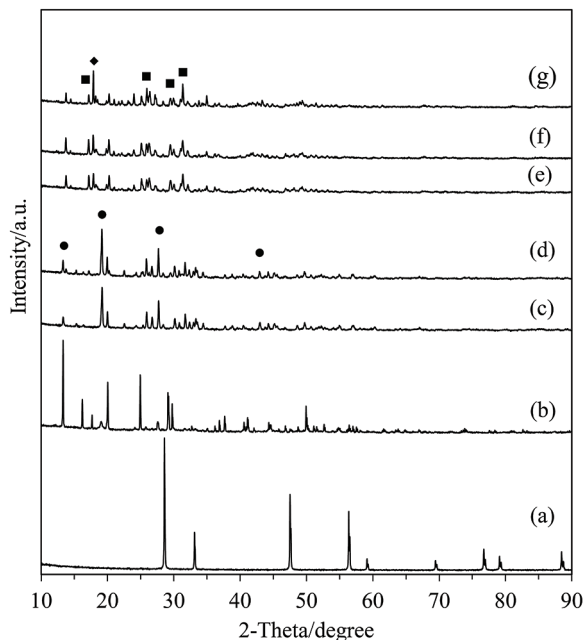 (g)
(f)
(e)
(d)
(c)
(b)
(a)
Intensity/a.u.
10 20 30 40 50 60 70 80 90
2-Theta/degree